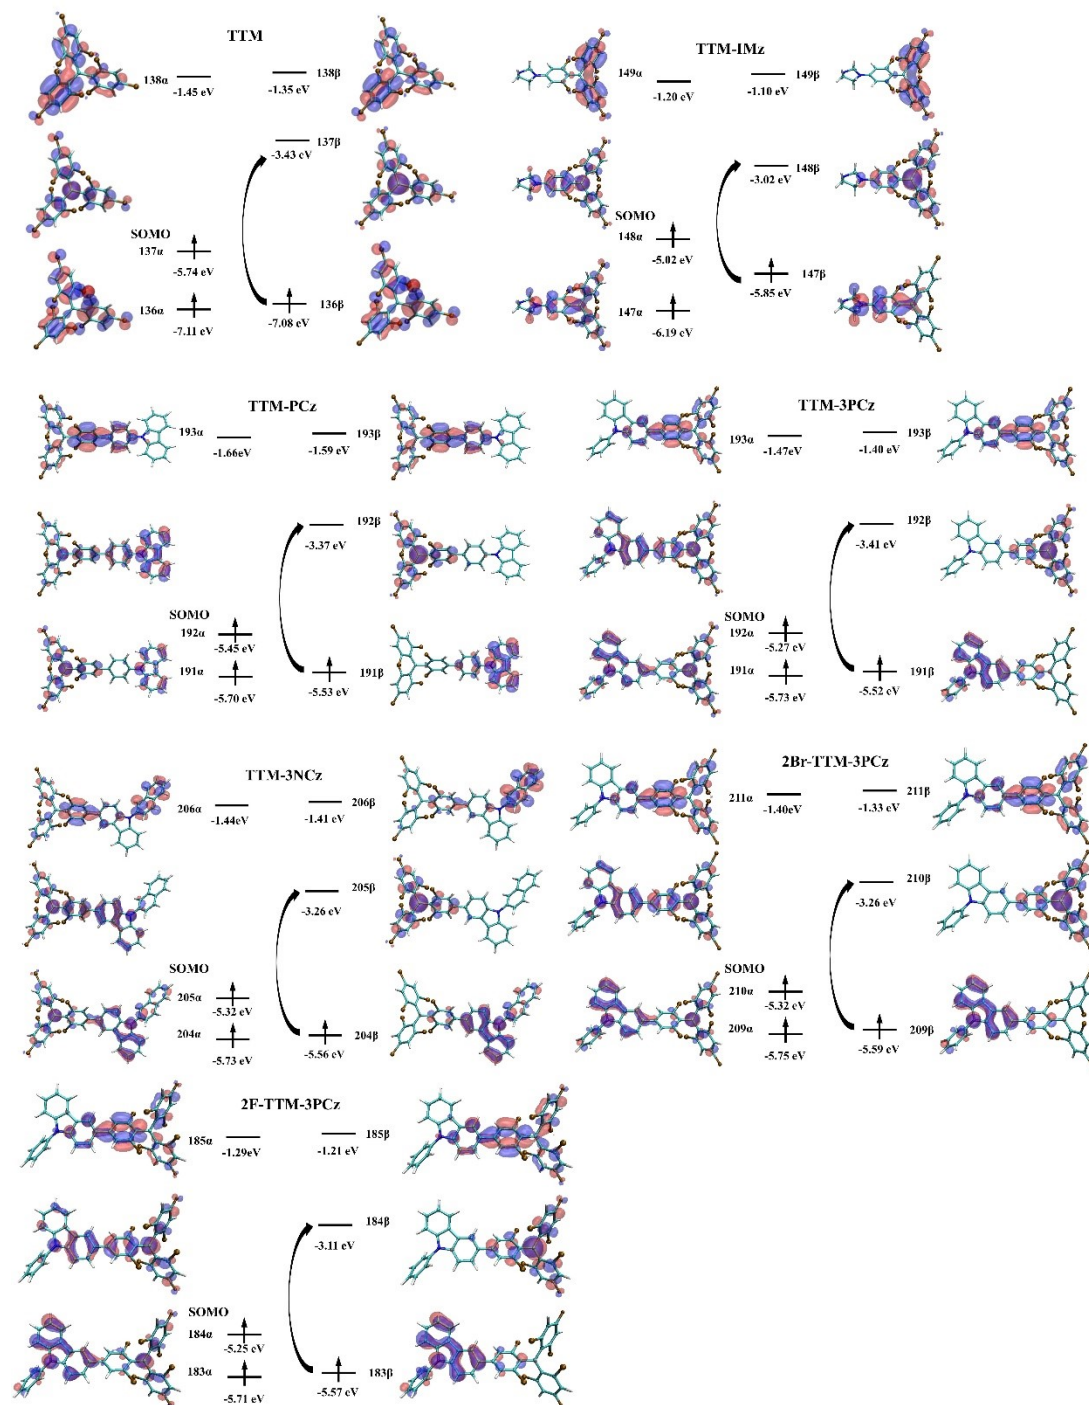 TTM
138α
-1.45 eV
138β
-1.35 eV
137β
-3.43 eV
SOMO
137α
-5.74 eV
136α
-7.11 eV
136β
-7.08 eV
TTM-IMz
149α
-1.20 eV
149β
-1.10 eV
148β
-3.02 eV
SOMO
148α
-5.02 eV
147β
-5.85 eV
147α
-6.19 eV
TTM-PCz
193α
-1.66eV
193β
-1.59 eV
192β
-3.37 eV
SOMO
192α
-5.45 eV
191α
-5.70 eV
191β
-5.53 eV
TTM-3PCz
193α
-1.47eV
193β
-1.40 eV
192β
-3.41 eV
SOMO
192α
-5.27 eV
191α
-5.73 eV
191β
-5.52 eV
TTM-3NCz
206α
-1.44eV
206β
-1.41 eV
205β
-3.26 eV
SOMO
205α
-5.32 eV
204α
-5.73 eV
204β
-5.56 eV
2Br-TTM-3PCz
211α
-1.40eV
211β
-1.33 eV
210β
-3.26 eV
SOMO
210α
-5.32 eV
209α
-5.75 eV
209β
-5.59 eV
2F-TTM-3PCz
185α
-1.29eV
185β
-1.21 eV
184β
-3.11 eV
SOMO
184α
-5.25 eV
183α
-5.71 eV
183β
-5.57 eV